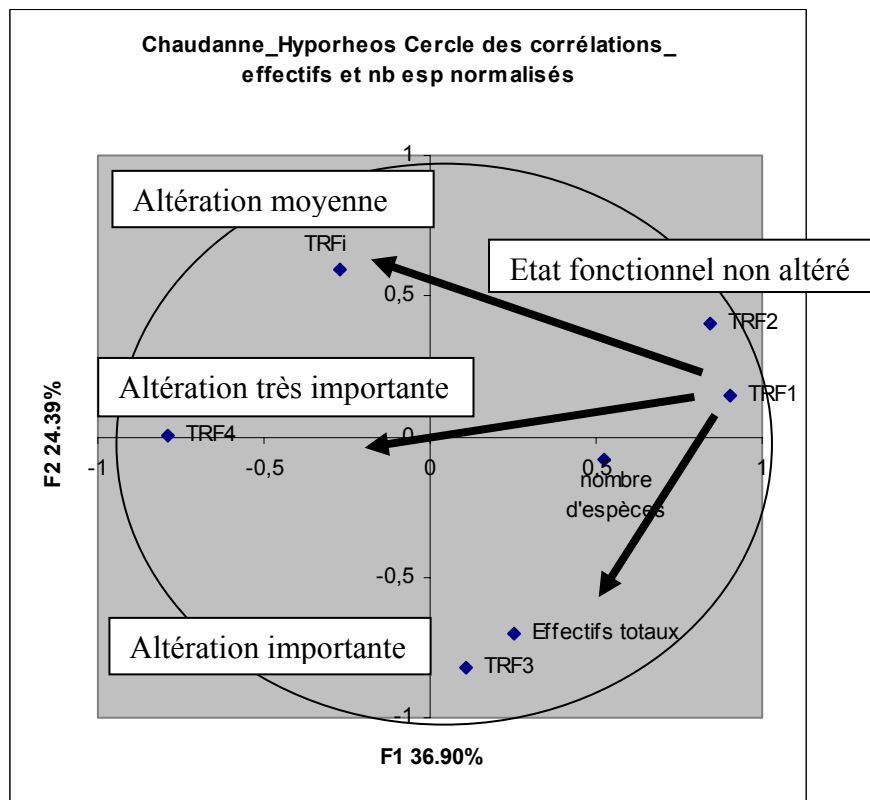 Chaudanne_Hyporheos Cercle des corrélations_
effectifs et nb esp normalisés
1
Altération moyenne
TRFi
Etat fonctionnel non altéré
0,5
TRF2
Altération très importante
TRF1
TRF4
0
-1
-0,5
0
0,5
1
nombre
d'espèces
F2 24.39%
-0,5
Altération importante
Effectifs totaux
TRF3
-1
F1 36.90%